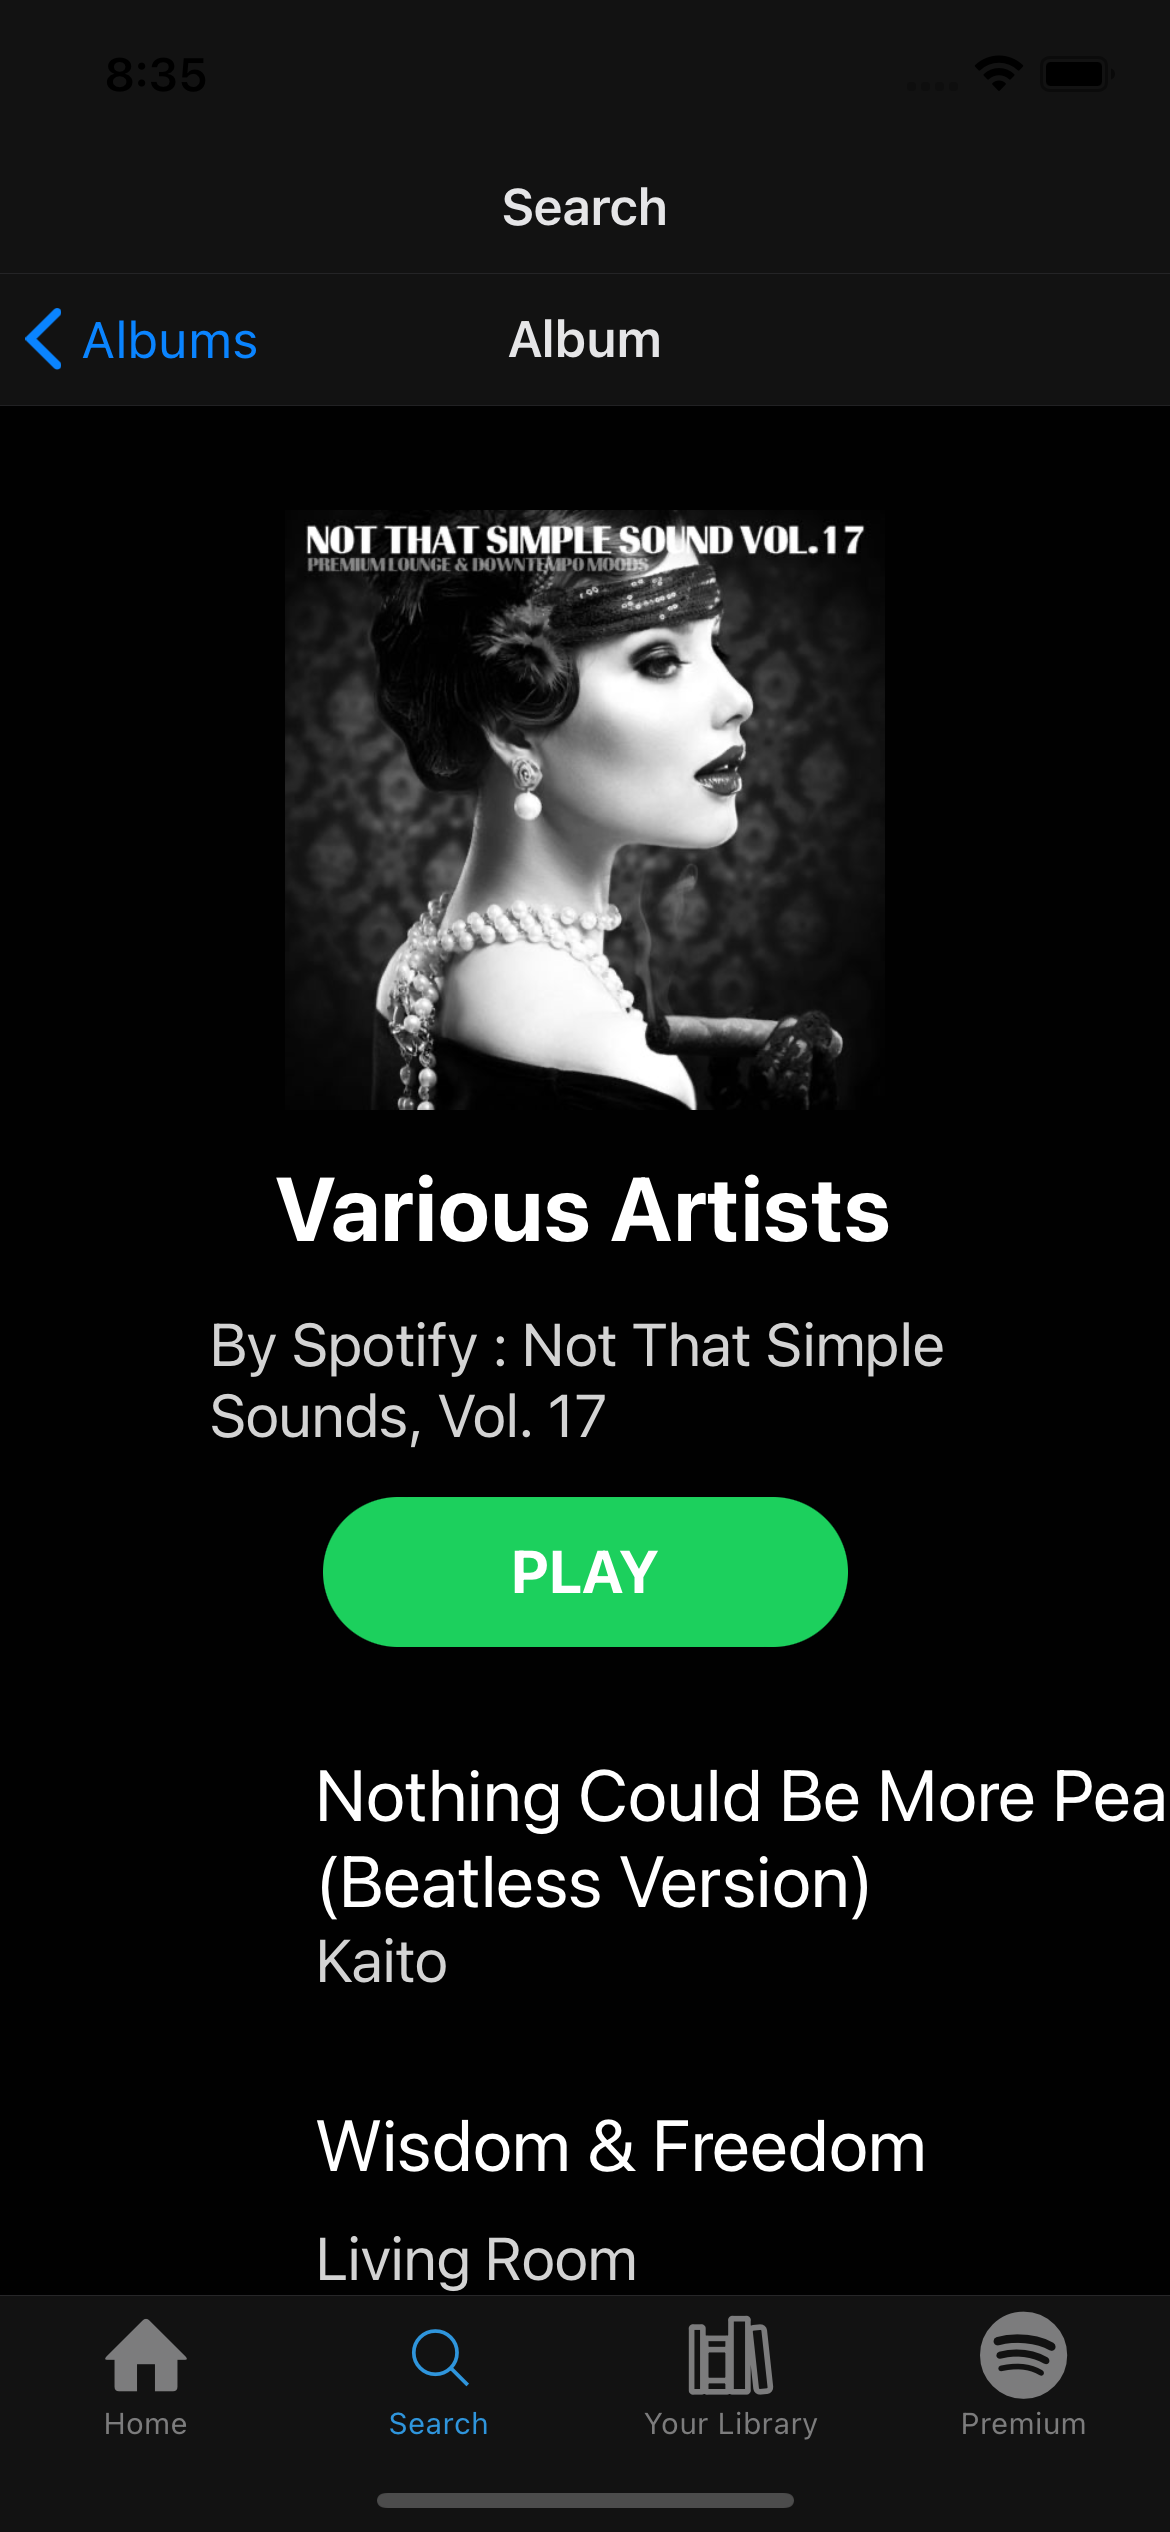 8:35
Search
Albums
Album
NOT THAT SIMPLE SOUND VOL.17
PREMIUM LOUNGE & DOWNTEMPO MOODS
Various Artists
By Spotify : Not That Simple
Sounds, Vol. 17
PLAY
Nothing Could Be More Pea
(Beatless Version)
Kaito
Wisdom & Freedom
Living Room
Home
Search
Your Library
Premium